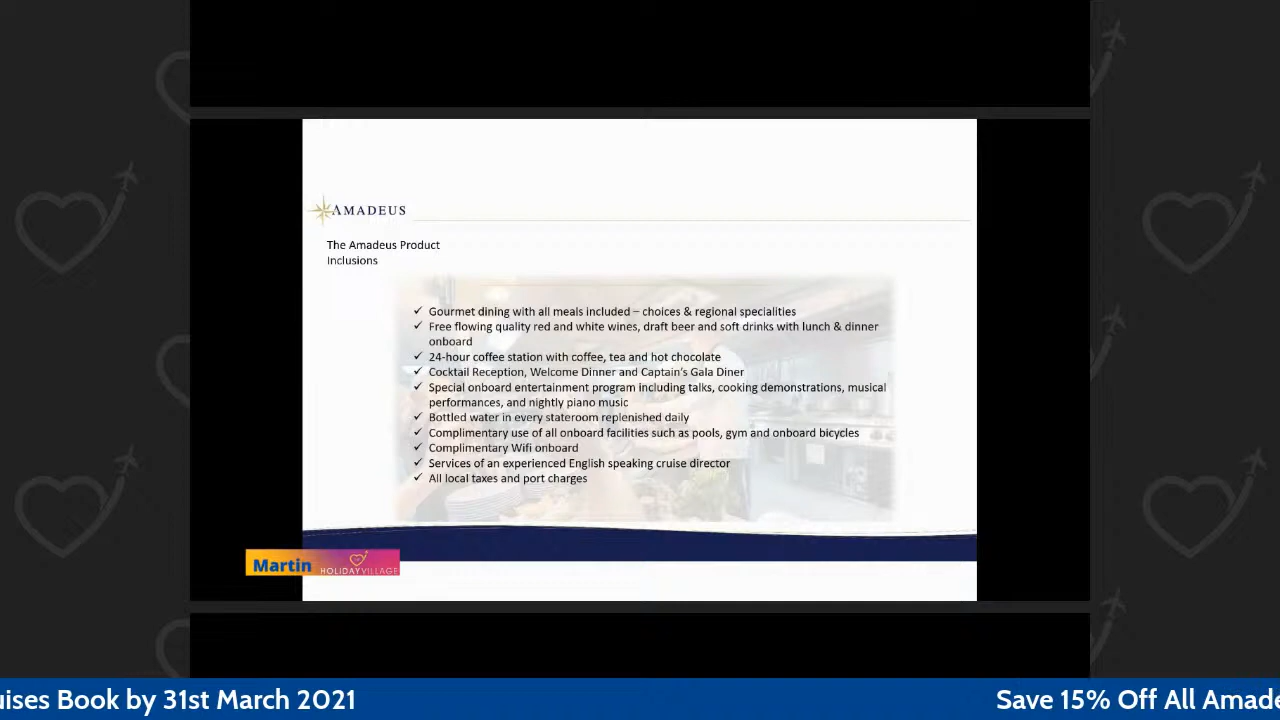 AMADEUS
The Amadeus Product
Inclusions
✓ Gourmet dining with all meals included – choices & regional specialities
✓ Free flowing quality red and white wines, draft beer and soft drinks with lunch & dinner
onboard
✓ 24-hour coffee station with coffee, tea and hot chocolate
✓ Cocktail Reception, Welcome Dinner and Captain's Gala Diner
✓ Special onboard entertainment program including talks, cooking demonstrations, musical
performances, and nightly piano music
✓ Bottled water in every stateroom replenished daily
✓ Complimentary use of all onboard facilities such as pools, gym and onboard bicycles
✓ Complimentary Wifi onboard
✓ Services of an experienced English speaking cruise director
✓ All local taxes and port charges
Martin
HOLIDAYVILLAGE
uises Book by 31st March 2021
Save 15% Off All Amade